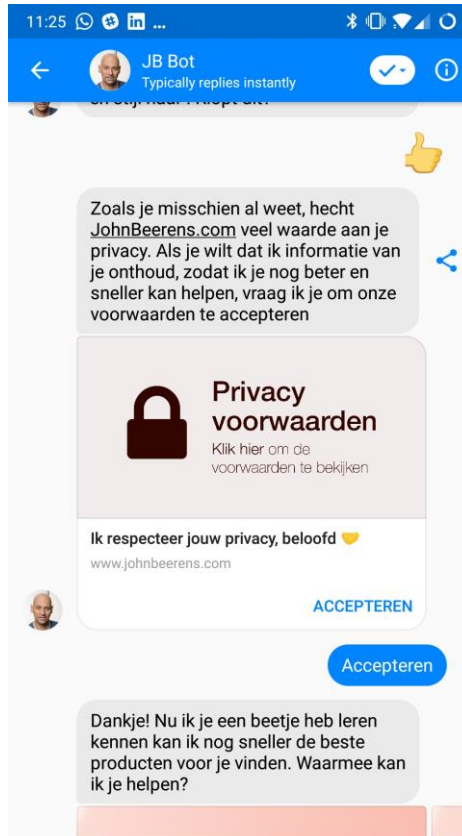 11:25 ...
JB Bot
Typically replies instantly
Zoals je misschien al weet, hecht
JohnBeerens.com veel waarde aan je
privacy. Als je wilt dat ik informatie van
je onthoud, zodat ik je nog beter en
sneller kan helpen, vraag ik je om onze
voorwaarden te accepteren
Privacy
voorwaarden
Klik hier om de
voorwaarden te bekijken
Ik respecteer jouw privacy, beloofd
www.johnbeerens.com
ACCEPTEREN
Accepteren
Dankje! Nu ik je een beetje heb leren
kennen kan ik nog sneller de beste
producten voor je vinden. Waarmee kan
ik je helpen?